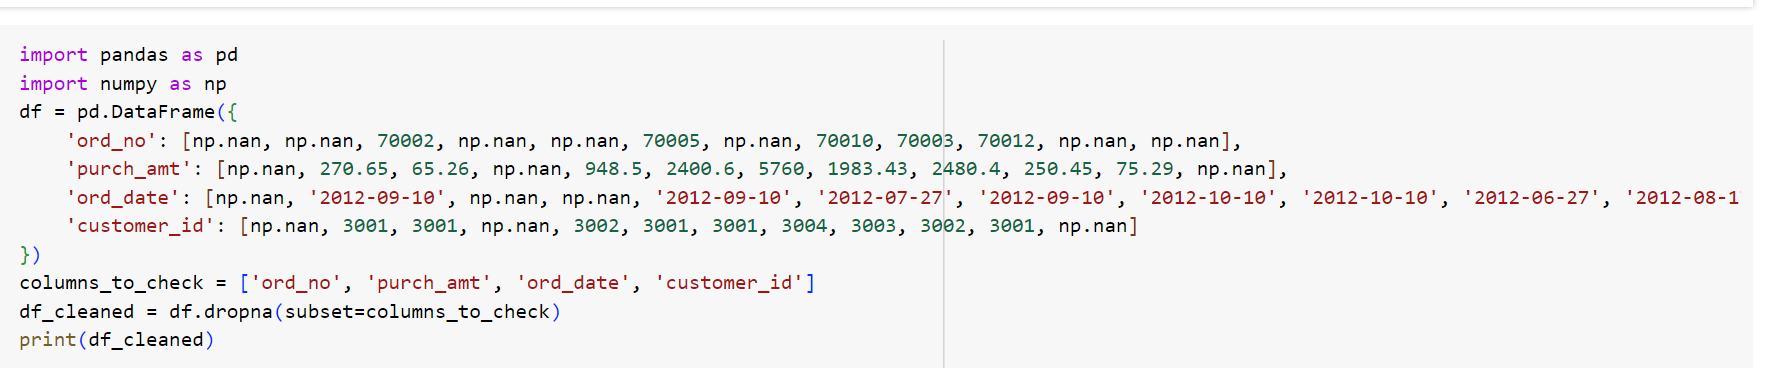 import pandas as pd
import numpy as np
df = pd.DataFrame({
    'ord_no': [np.nan, np.nan, 70002, np.nan, np.nan, 70005, np.nan, 70010, 70003, 70012, np.nan, np.nan],
    'purch_amt': [np.nan, 270.65, 65.26, np.nan, 948.5, 2400.6, 5760, 1983.43, 2480.4, 250.45, 75.29, np.nan],
    'ord_date': [np.nan, '2012-09-10', np.nan, np.nan, '2012-09-10', '2012-07-27', '2012-09-10', '2012-10-10', '2012-10-10', '2012-06-27', '2012-08-1
    'customer_id': [np.nan, 3001, 3001, np.nan, 3002, 3001, 3001, 3004, 3003, 3002, 3001, np.nan]
})
columns_to_check = ['ord_no', 'purch_amt', 'ord_date', 'customer_id']
df_cleaned = df.dropna(subset=columns_to_check)
print(df_cleaned)